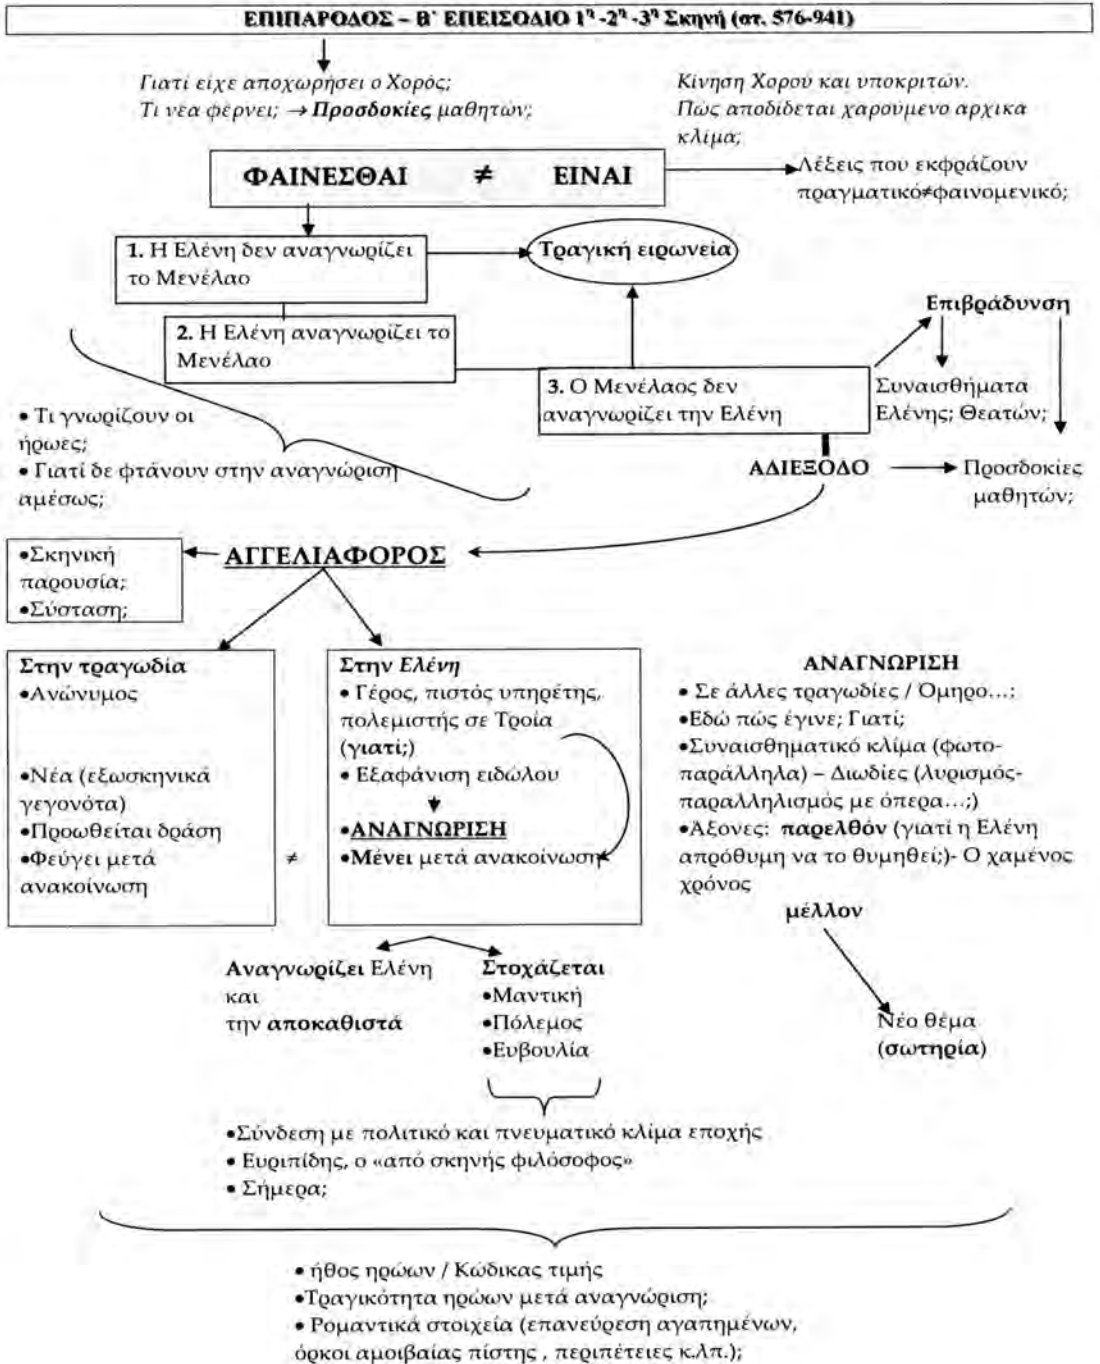 ΕΠΙΠΑΡΟΔΟΣ – Β΄ ΕΠΕΙΣΟΔΙΟ 1η -2η -3η Σκηνή (στ. 576-941)
Γιατί είχε αποχωρήσει ο Χορός;
Τι νέα φέρνει; → Προσδοκίες μαθητών;
Κίνηση Χορού και υποκριτών.
Πώς αποδίδεται χαρούμενο αρχικά
κλίμα;
ΦΑΙΝΕΣΘΑΙ ≠ ΕΙΝΑΙ
Λέξεις που εκφράζουν
πραγματικό≠φαινομενικό;
1. Η Ελένη δεν αναγνωρίζει
το Μενέλαο
Τραγική ειρωνεία
2. Η Ελένη αναγνωρίζει το
Μενέλαο
Επιβράδυνση
3. Ο Μενέλαος δεν
αναγνωρίζει την Ελένη
Συναισθήματα
Ελένης; Θεατών;
• Τι γνωρίζουν οι
ήρωες;
• Γιατί δε φτάνουν στην αναγνώριση
αμέσως;
ΑΔΙΕΞΟΔΟ
Προσδοκίες
μαθητών;
•Σκηνική
παρουσία;
•Σύσταση;
ΑΓΓΕΛΙΑΦΟΡΟΣ
Στην τραγωδία
•Ανώνυμος
•Νέα (εξωσκηνικά
γεγονότα)
•Προωθείται δράση
•Φεύγει μετά
ανακοίνωση
≠
Στην Ελένη
• Γέρος, πιστός υπηρέτης,
πολεμιστής σε Τροία
(γιατί;)
• Εξαφάνιση ειδώλου
•ΑΝΑΓΝΩΡΙΣΗ
•Μένει μετά ανακοίνωση
ΑΝΑΓΝΩΡΙΣΗ
• Σε άλλες τραγωδίες / Όμηρο…;
•Εδώ πώς έγινε; Γιατί;
•Συναισθηματικό κλίμα (φωτο-
παράλληλα) – Διωδίες (λυρισμός-
παραλληλισμός με όπερα…;)
•Άξονες: παρελθόν (γιατί η Ελένη
απρόθυμη να το θυμηθεί;)- Ο χαμένος
χρόνος
μέλλον
Αναγνωρίζει Ελένη
και
την αποκαθιστά
Στοχάζεται
•Μαντική
•Πόλεμος
•Ευβουλία
Νέο θέμα
(σωτηρία)
•Σύνδεση με πολιτικό και πνευματικό κλίμα εποχής
• Ευριπίδης, ο «από σκηνής φιλόσοφος»
• Σήμερα;
• ήθος ηρώων / Κώδικας τιμής
•Τραγικότητα ηρώων μετά αναγνώριση;
• Ρομαντικά στοιχεία (επανεύρεση αγαπημένων,
όρκοι αμοιβαίας πίστης , περιπέτειες κ.λπ.);